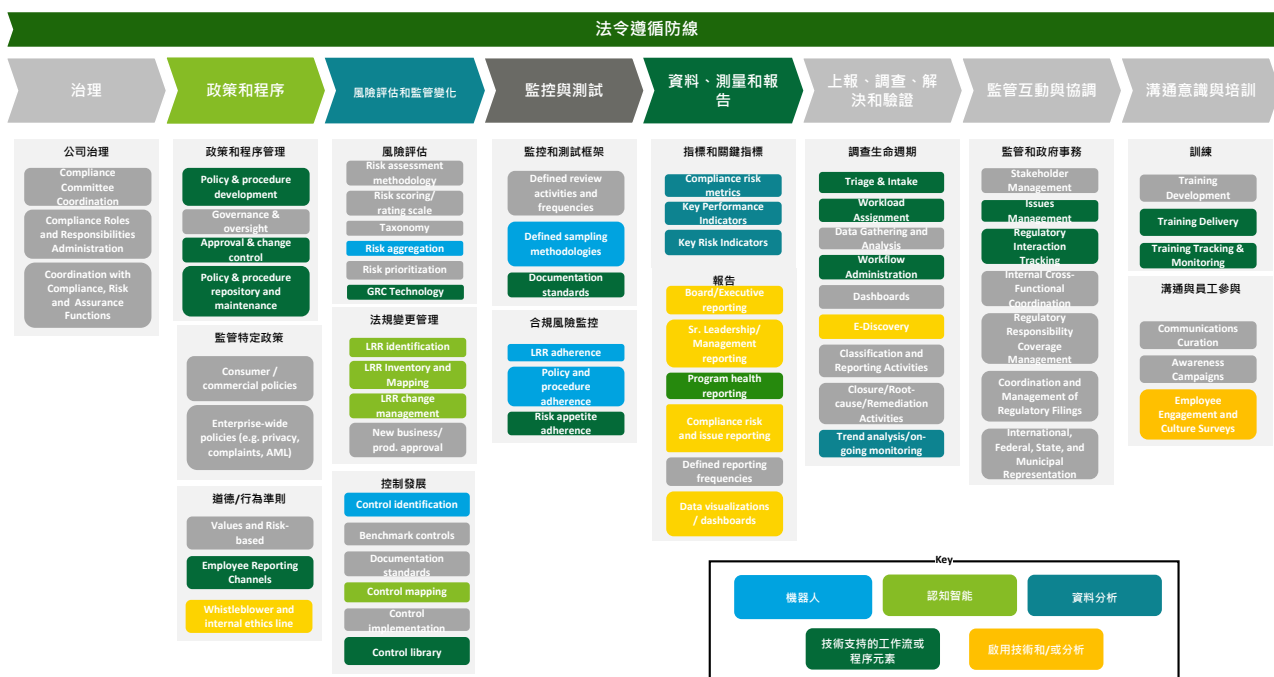 法令遵循防線
治理
政策和程序
風險評估和監管變化
監控與測試
資料、測量和報
告
上報、調查、解
決和驗證
監管互動與協調
溝通意識與培訓
公司治理
Compliance
Committee
Coordination
Compliance Roles
and Responsibilities
Administration
Coordination with
Compliance, Risk
and Assurance
Functions
政策和程序管理
Policy & procedure
development
Governance &
oversight
Approval & change
control
Policy & procedure
repository and
maintenance
監管特定政策
Consumer /
commercial policies
Enterprise-wide
policies (e.g. privacy,
complaints, AML)
道德/行為準則
Values and Risk-
based
Employee Reporting
Channels
Whistleblower and
internal ethics line
風險評估
Risk assessment
methodology
Risk scoring/
rating scale
Taxonomy
Risk aggregation
Risk prioritization
GRC Technology
法規變更管理
LRR identification
LRR Inventory and
Mapping
LRR change
management
New business/
prod. approval
控制發展
Control identification
Benchmark controls
Documentation
standards
Control mapping
Control
implementation
Control library
監控和測試框架
Defined review
activities and
frequencies
Defined sampling
methodologies
Documentation
standards
合規風險監控
LRR adherence
Policy and
procedure
adherence
Risk appetite
adherence
指標和關鍵指標
Compliance risk
metrics
Key Performance
Indicators
Key Risk Indicators
報告
Board/Executive
reporting
Sr. Leadership/
Management
reporting
Program health
reporting
Compliance risk
and issue reporting
Defined reporting
frequencies
Data visualizations
/ dashboards
調查生命週期
Triage & Intake
Workload
Assignment
Data Gathering and
Analysis
Workflow
Administration
Dashboards
E-Discovery
Classification and
Reporting Activities
Closure/Root-
cause/Remediation
Activities
Trend analysis/on-
going monitoring
監管和政府事務
Stakeholder
Management
Issues
Management
Regulatory
Interaction
Tracking
Internal Cross-
Functional
Coordination
Regulatory
Responsibility
Coverage
Management
Coordination and
Management of
Regulatory Filings
International,
Federal, State, and
Municipal
Representation
訓練
Training
Development
Training Delivery
Training Tracking &
Monitoring
溝通與員工參與
Communications
Curation
Awareness
Campaigns
Employee
Engagement and
Culture Surveys
Key
機器人
認知智能
資料分析
技術支持的工作流或
程序元素
啟用技術和/或分析